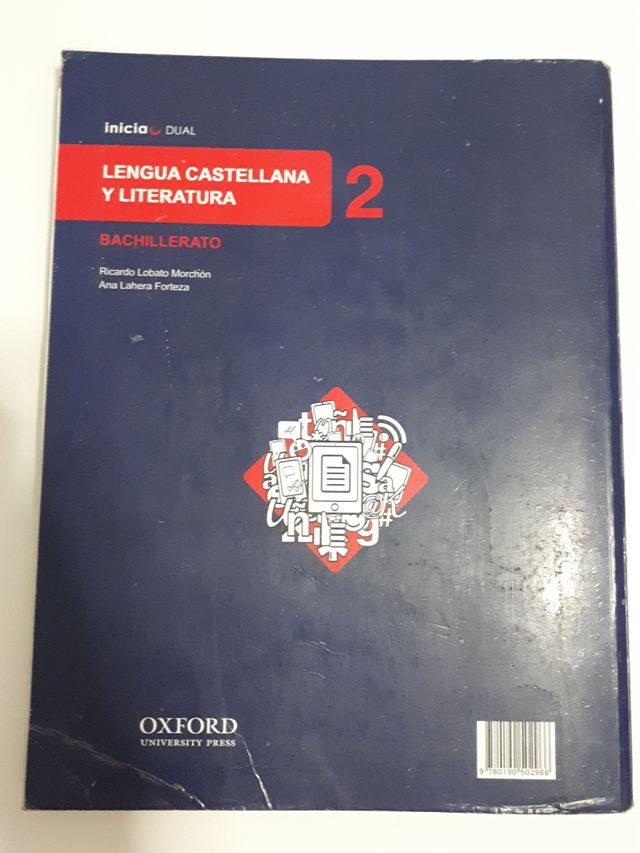 inicia DUAL
LENGUA CASTELLANA
Y LITERATURA
2
BACHILLERATO
Ricardo Lobato Morchón
Ana Lahera Forteza
OXFORD
UNIVERSITY PRESS
9 780190 502966